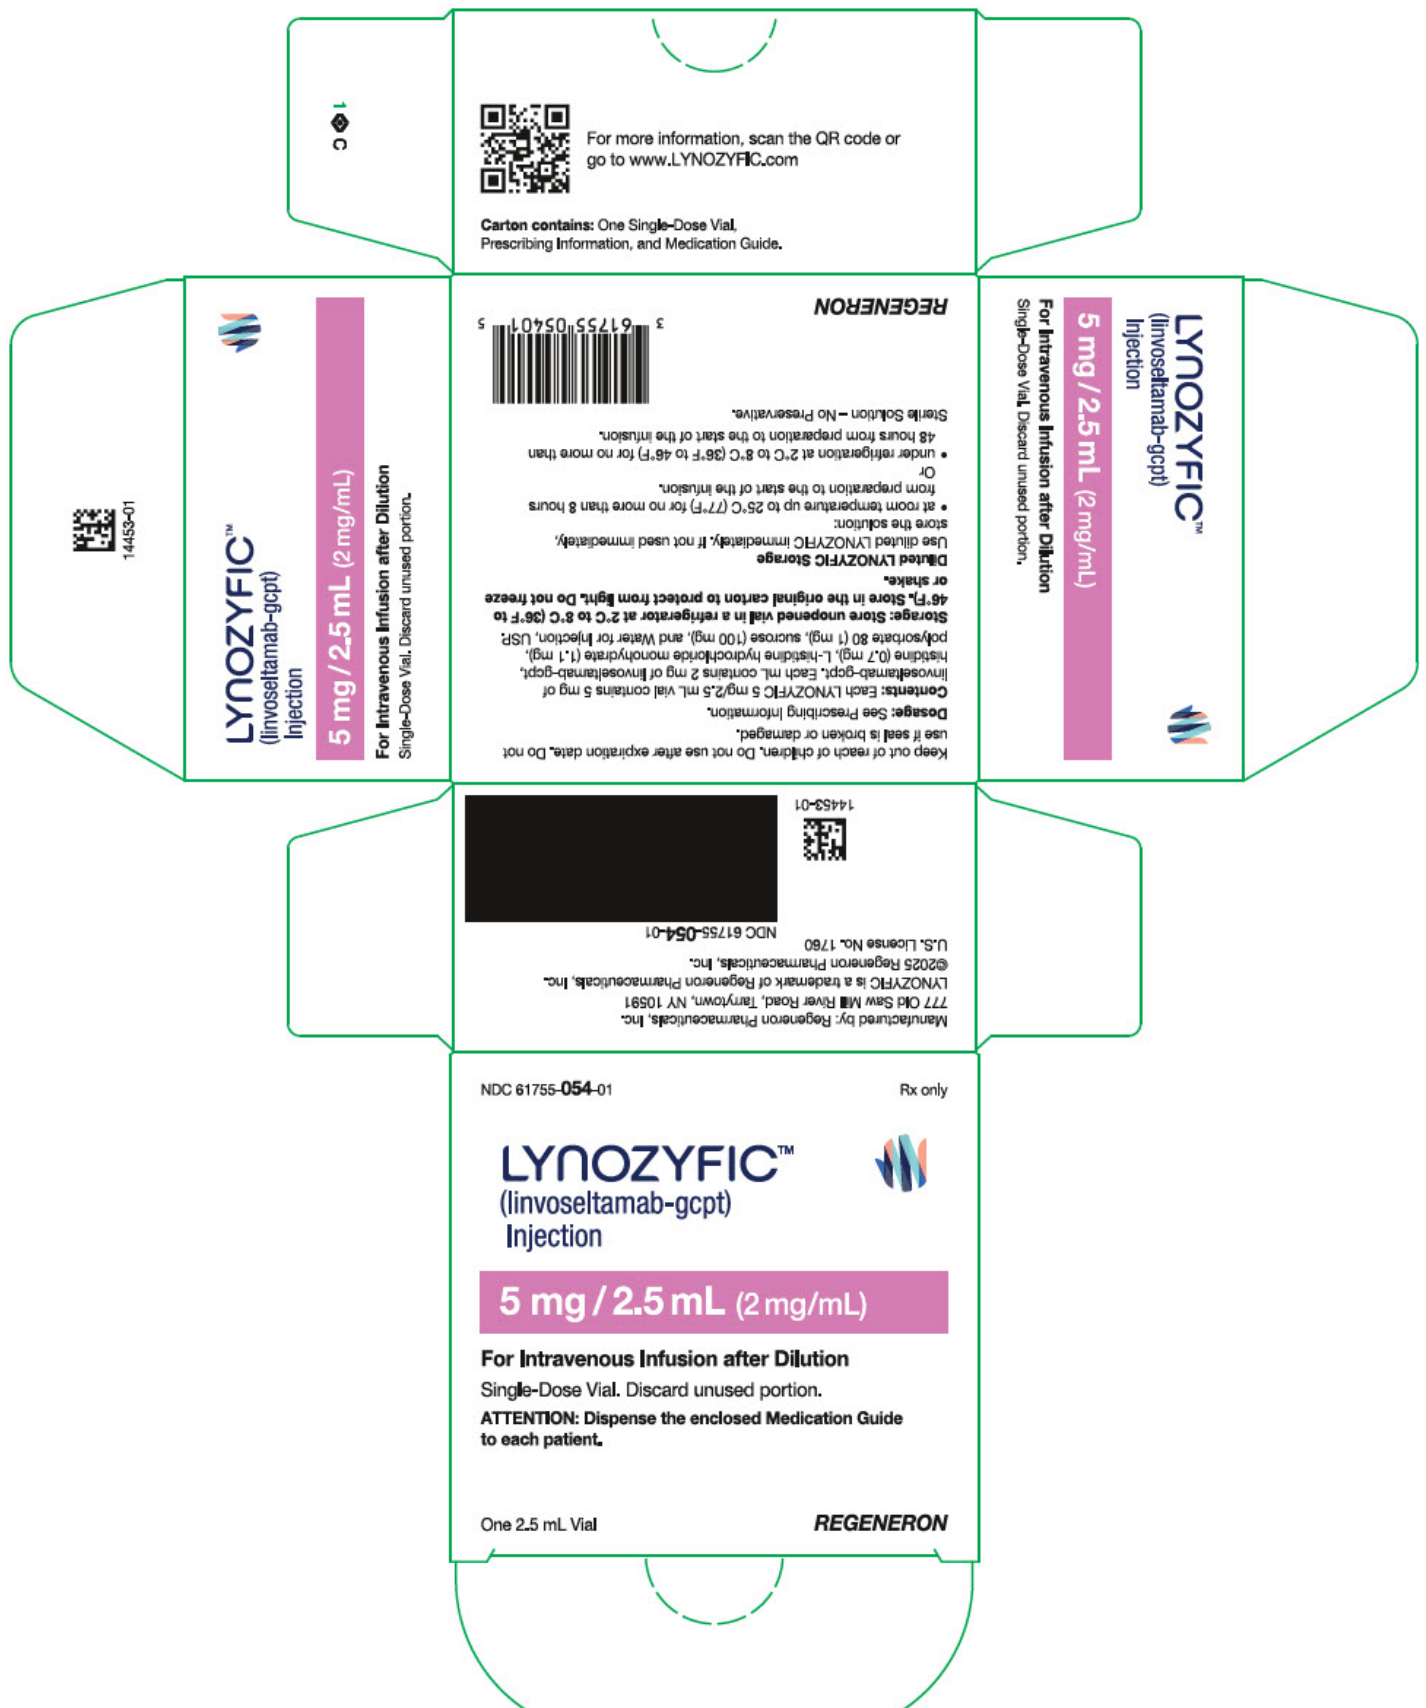 1 C
For more information, scan the QR code or
go to www.LYNOZYFIC.com
Carton contains: One Single-Dose Vial,
Prescribing Information, and Medication Guide.
14453-01
LYNOZYFIC™
(linvoseltamab-gcpt)
Injection
5 mg / 2.5 mL (2 mg/mL)
For Intravenous Infusion after Dilution
Single-Dose Vial. Discard unused portion.
Keep out of reach of children. Do not use after expiration date. Do not
use if seal is broken or damaged.
Dosage: See Prescribing Information.
Contents: Each LYNOZYFIC 5 mg/2.5 mL vial contains 5 mg of
linvoseltamab-gcpt. Each mL contains 2 mg of linvoseltamab-gcpt,
histidine (0.7 mg), L-histidine hydrochloride monohydrate (1.1 mg),
polysorbate 80 (1 mg), sucrose (100 mg), and Water for Injection, USP.
Storage: Store unopened vial in a refrigerator at 2°C to 8°C (36°F to
46°F). Store in the original carton to protect from light. Do not freeze
or shake.
Diluted LYNOZYFIC Storage
Use diluted LYNOZYFIC immediately. If not used immediately,
store the solution:
• at room temperature up to 25°C (77°F) for no more than 8 hours
from preparation to the start of the infusion.
Or
• under refrigeration at 2°C to 8°C (36°F to 46°F) for no more than
48 hours from preparation to the start of the infusion.
Sterile Solution – No Preservative.
3 61755 05401 5
REGENERON
LYNOZYFIC™
(linvoseltamab-gcpt)
Injection
5 mg / 2.5 mL (2 mg/mL)
For Intravenous Infusion after Dilution
Single-Dose Vial. Discard unused portion.
Manufactured by: Regeneron Pharmaceuticals, Inc.
777 Old Saw Mill River Road, Tarrytown, NY 10591
LYNOZYFIC is a trademark of Regeneron Pharmaceuticals, Inc.
©2025 Regeneron Pharmaceuticals, Inc.
U.S. License No. 1760
NDC 61755-054-01
14453-01
NDC 61755-054-01
Rx only
LYNOZYFIC™
(linvoseltamab-gcpt)
Injection
5 mg / 2.5 mL (2 mg/mL)
For Intravenous Infusion after Dilution
Single-Dose Vial. Discard unused portion.
ATTENTION: Dispense the enclosed Medication Guide
to each patient.
One 2.5 mL Vial
REGENERON